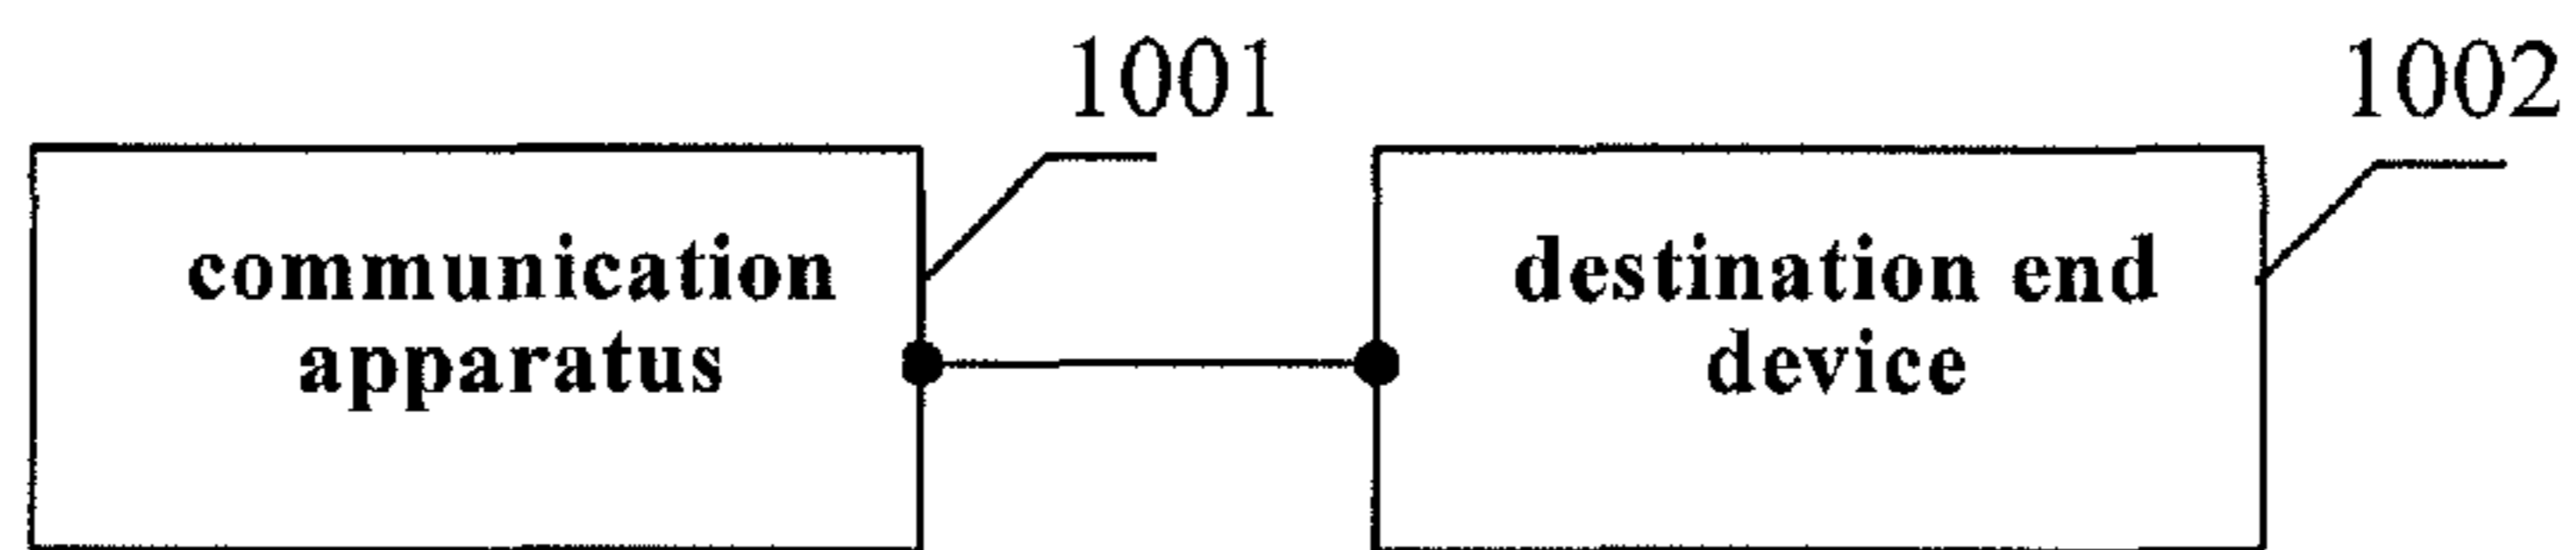 1001
1002
communication
apparatus
destination end
device